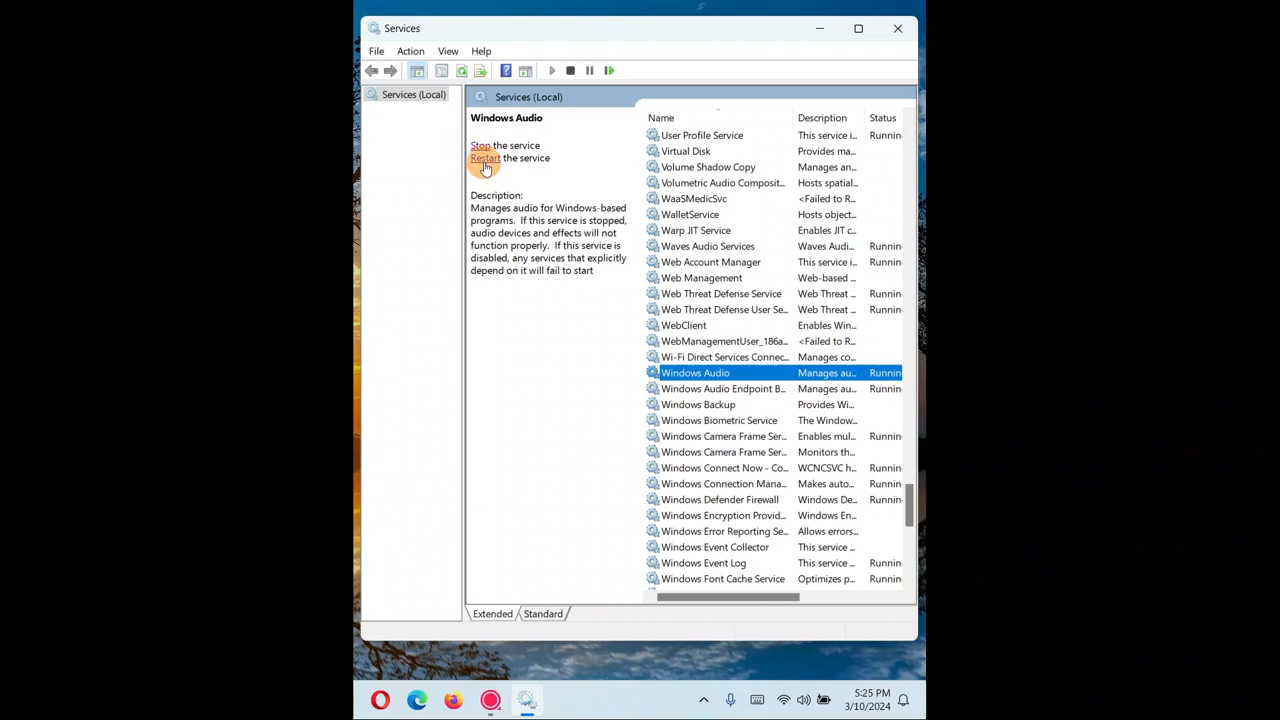 Services
File Action View Help
Services (Local)
Services (Local)
Windows Audio
Stop the service
Restart the service
Description:
Manages audio for Windows-based
programs. If this service is stopped,
audio devices and effects will not
function properly. If this service is
disabled, any services that explicitly
depend on it will fail to start
Name Description Status
User Profile Service This service i... Runnin
Virtual Disk Provides ma...
Volume Shadow Copy Manages an...
Volumetric Audio Composit... Hosts spatial...
WaaSMedicSvc <Failed to R...
WalletService Hosts object...
Warp JIT Service Enables JIT c...
Waves Audio Services Waves Audi... Runnin
Web Account Manager This service i... Runnin
Web Management Web-based ...
Web Threat Defense Service Web Threat ... Runnin
Web Threat Defense User Se... Web Threat ... Runnin
WebClient Enables Win...
WebManagementUser_186a... <Failed to R...
Wi-Fi Direct Services Connec... Manages co...
Windows Audio Manages au... Runnin
Windows Audio Endpoint B... Manages au... Runnin
Windows Backup Provides Wi...
Windows Biometric Service The Window...
Windows Camera Frame Ser... Enables mul... Runnin
Windows Camera Frame Ser... Monitors th...
Windows Connect Now - Co... WCNCSVC h... Runnin
Windows Connection Mana... Makes auto... Runnin
Windows Defender Firewall Windows De... Runnin
Windows Encryption Provid... Windows En...
Windows Error Reporting Se... Allows errors...
Windows Event Collector This service ...
Windows Event Log This service ... Runnin
Windows Font Cache Service Optimizes p... Runnin
Extended Standard
5:25 PM
3/10/2024